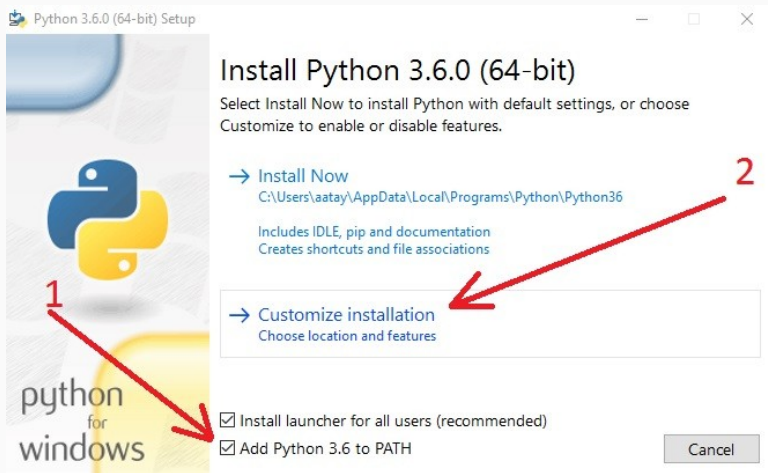 Python 3.6.0 (64-bit) Setup
Install Python 3.6.0 (64-bit)
Select Install Now to install Python with default settings, or choose
Customize to enable or disable features.
2
Install Now
C:\Users\aatay\AppData\Local\Programs\Python\Python36
Includes IDLE, pip and documentation
Creates shortcuts and file associations
1
Customize installation
Choose location and features
python
for
windows
Install launcher for all users (recommended)
Add Python 3.6 to PATH
Cancel